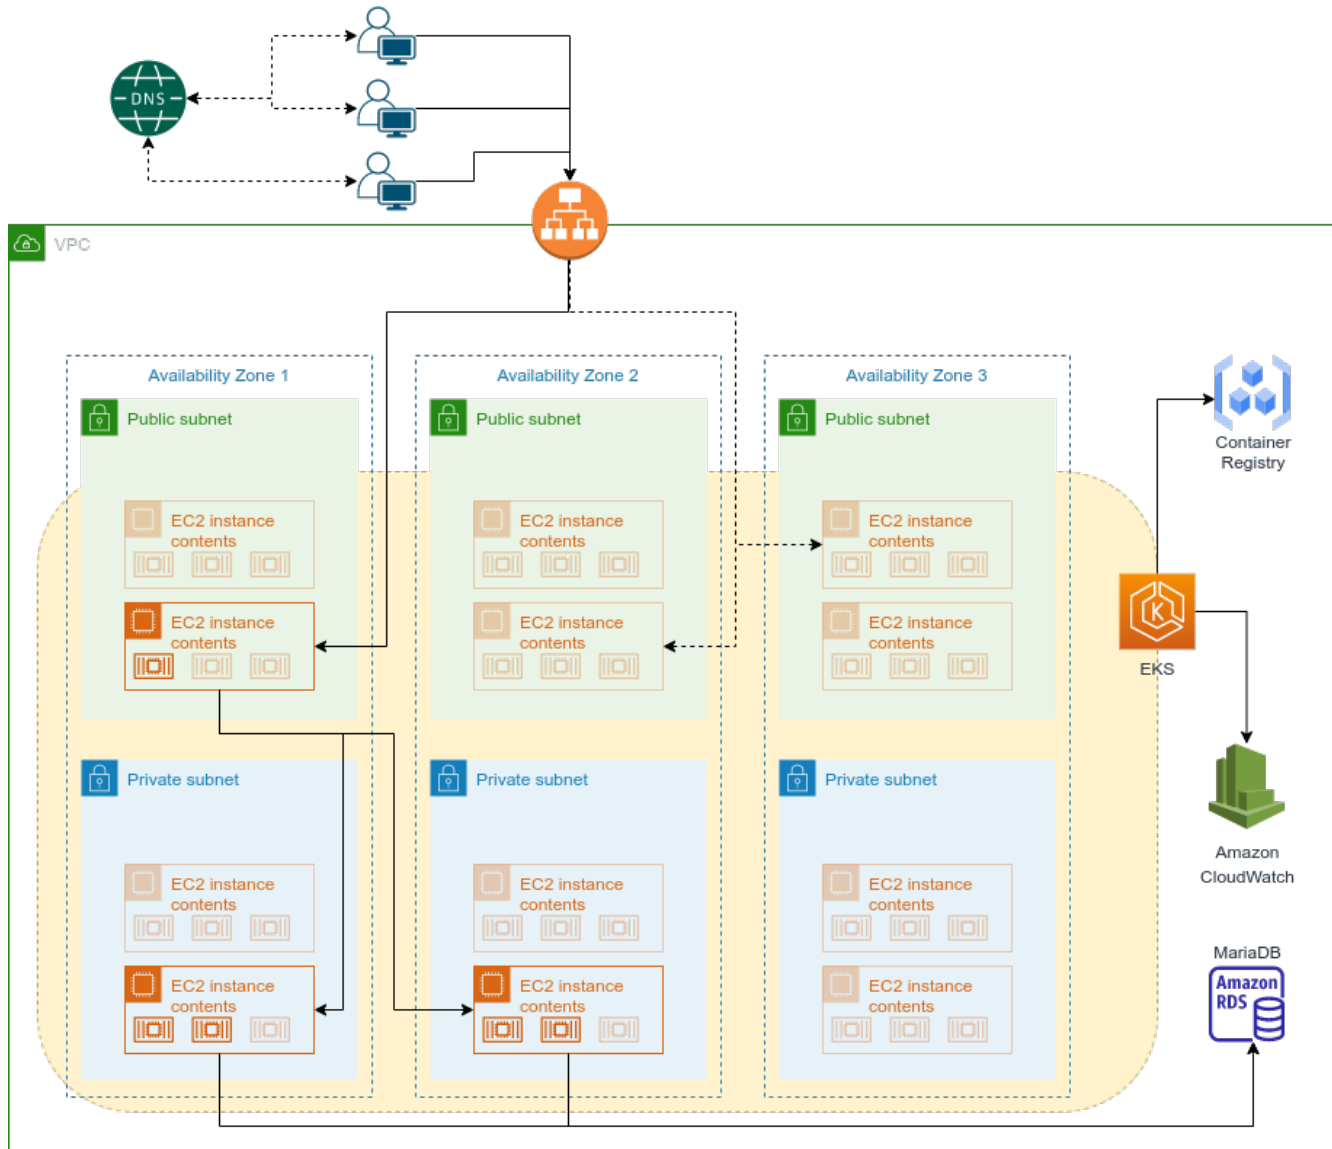 DNS
VPC
Availability Zone 1
Availability Zone 2
Availability Zone 3
Public subnet
Public subnet
Public subnet
Container
Registry
EC2 instance
contents
EC2 instance
contents
EC2 instance
contents
EC2 instance
contents
EC2 instance
contents
EC2 instance
contents
K
EKS
Private subnet
Private subnet
Private subnet
Amazon
CloudWatch
EC2 instance
contents
EC2 instance
contents
EC2 instance
contents
MariaDB
Amazon
RDS
EC2 instance
contents
EC2 instance
contents
EC2 instance
contents